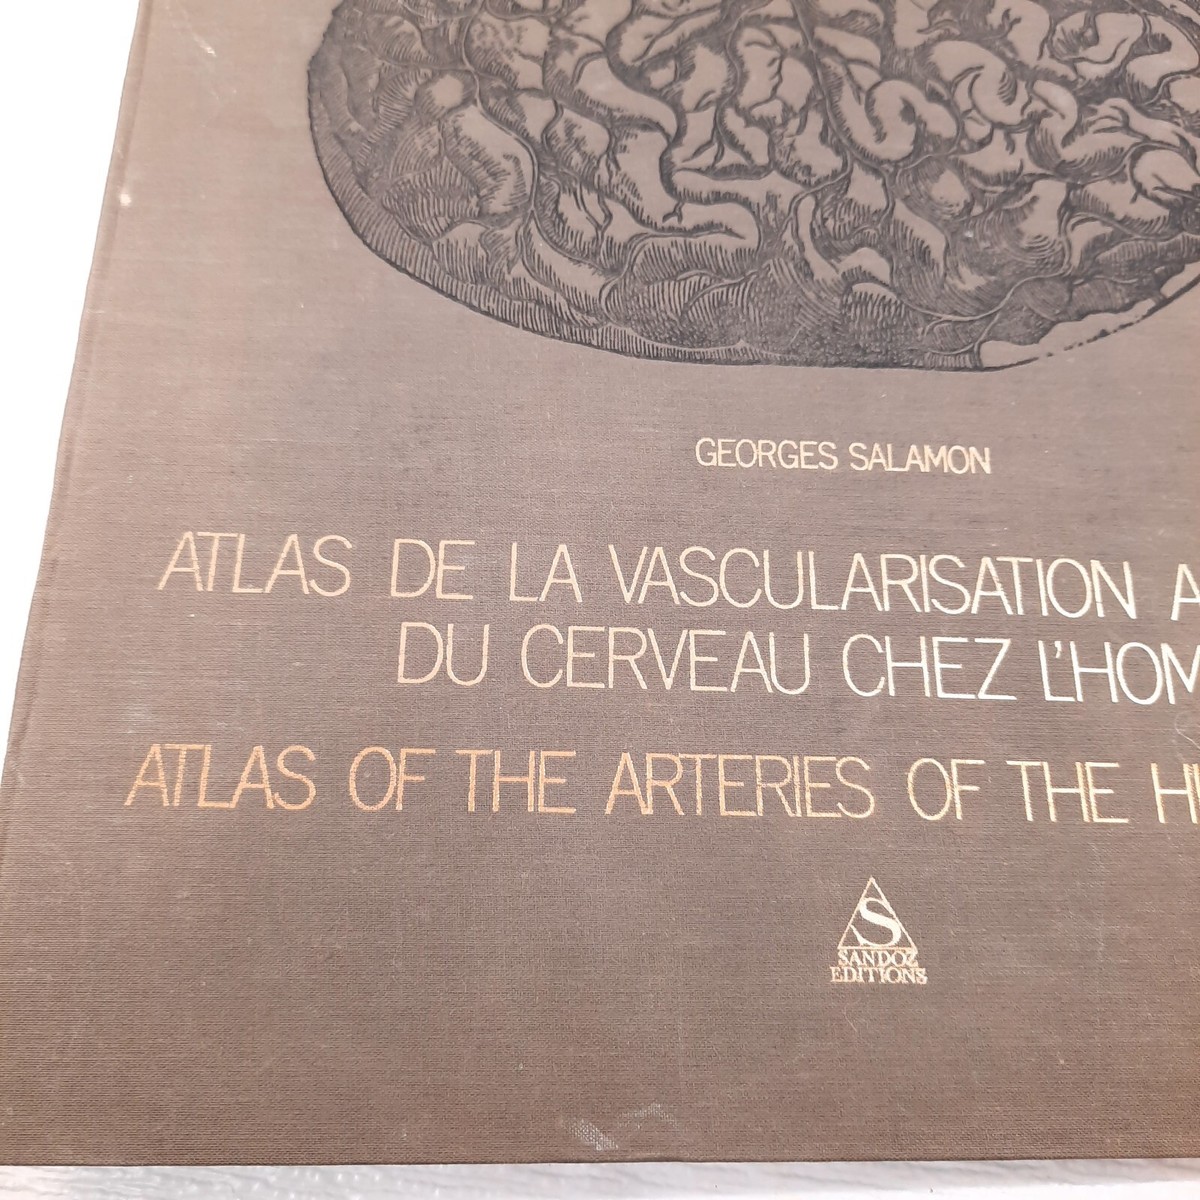 GEORGES SALAMON
ATLAS DE LA VASCULARISATION A
DU CERVEAU CHEZ L'HOM
ATLAS OF THE ARTERIES OF THE H
S
SANDOZ
EDITIONS